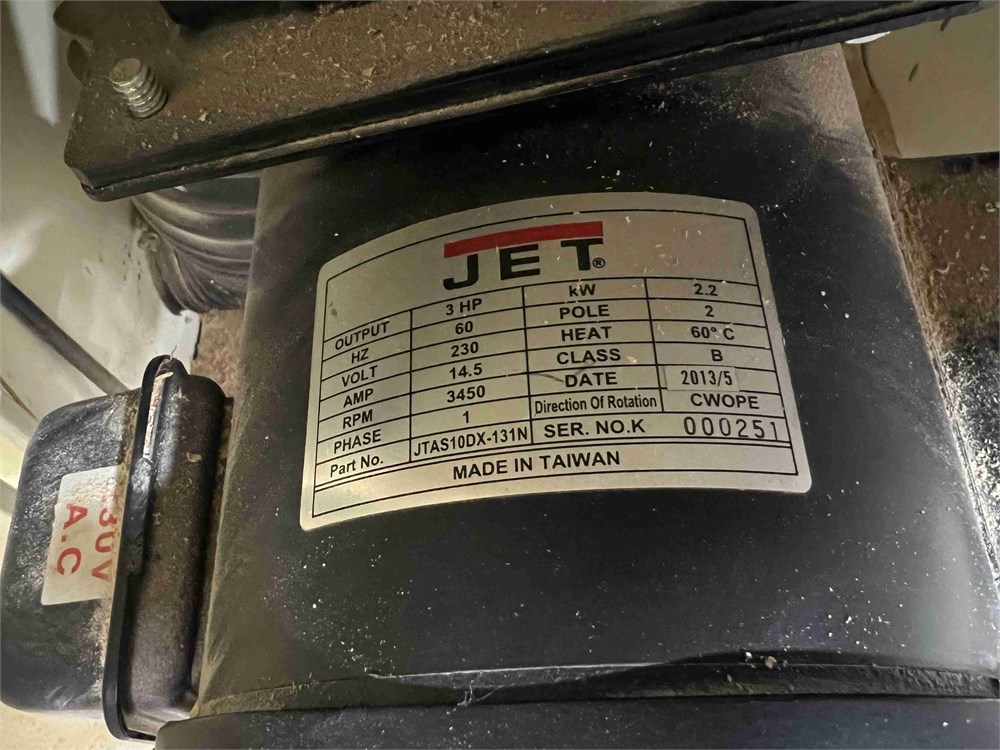 JET®
OUTPUT 3 HP kW 2.2
HZ 60 POLE 2
VOLT 230 HEAT 60° C
AMP 14.5 CLASS B
RPM 3450 DATE 2013/5
PHASE 1 Direction Of Rotation CWOPE
Part No. JTAS10DX-131N SER. NO.K 000251
MADE IN TAIWAN
30V
A.C